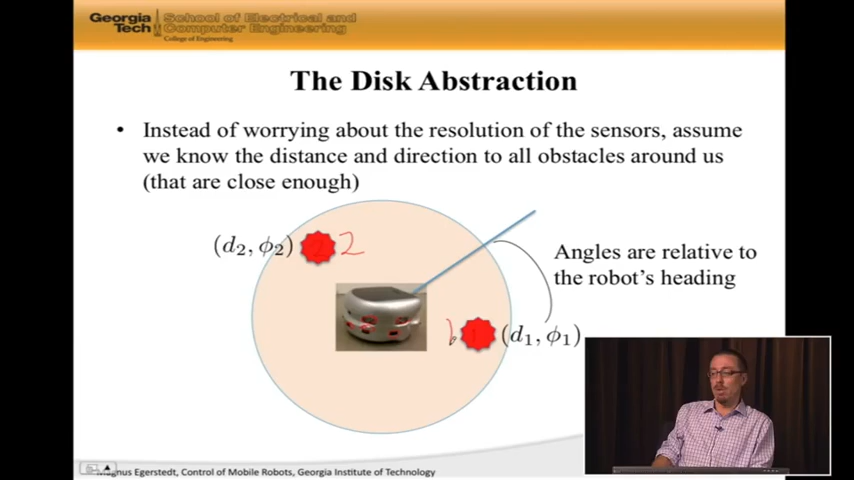 Georgia Tech
School of Electrical and Computer Engineering
College of Engineering
The Disk Abstraction
• Instead of worrying about the resolution of the sensors, assume
we know the distance and direction to all obstacles around us
(that are close enough)
(d₂, ϕ₂) 2
Angles are relative to
the robot's heading
1 (d₁, ϕ₁)
Magnus Egerstedt, Control of Mobile Robots, Georgia Institute of Technology